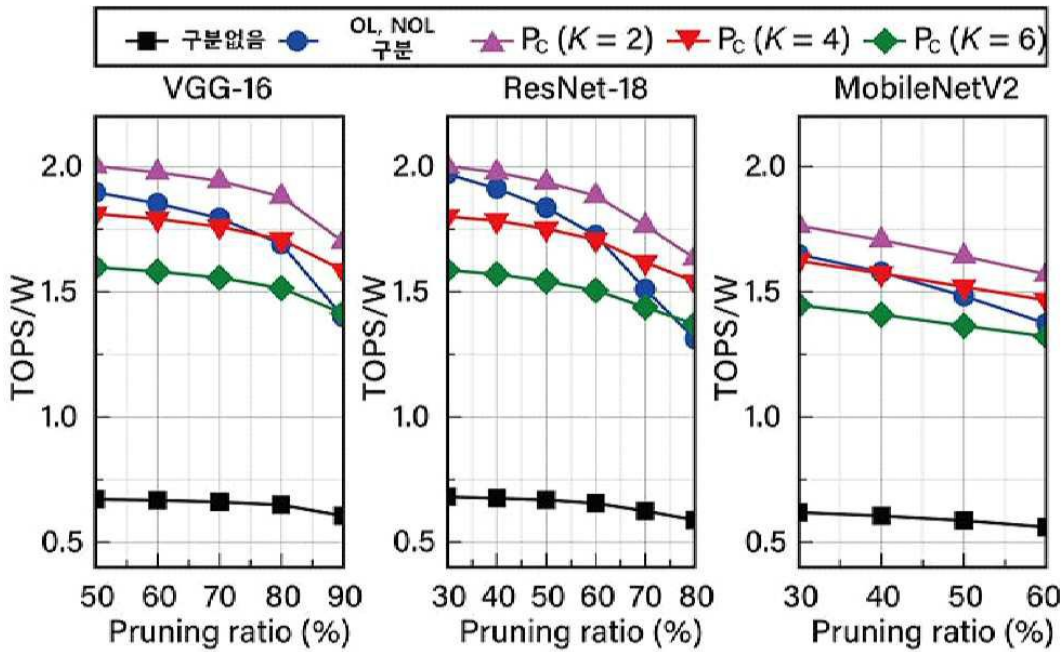 구분없음 OL, NOL 구분 P_C (K = 2) P_C (K = 4) P_C (K = 6)
VGG-16 ResNet-18 MobileNetV2
TOPS/W
2.0
1.5
1.0
0.5
50 60 70 80 90
Pruning ratio (%)
TOPS/W
2.0
1.5
1.0
0.5
30 40 50 60 70 80
Pruning ratio (%)
TOPS/W
2.0
1.5
1.0
0.5
30 40 50 60
Pruning ratio (%)